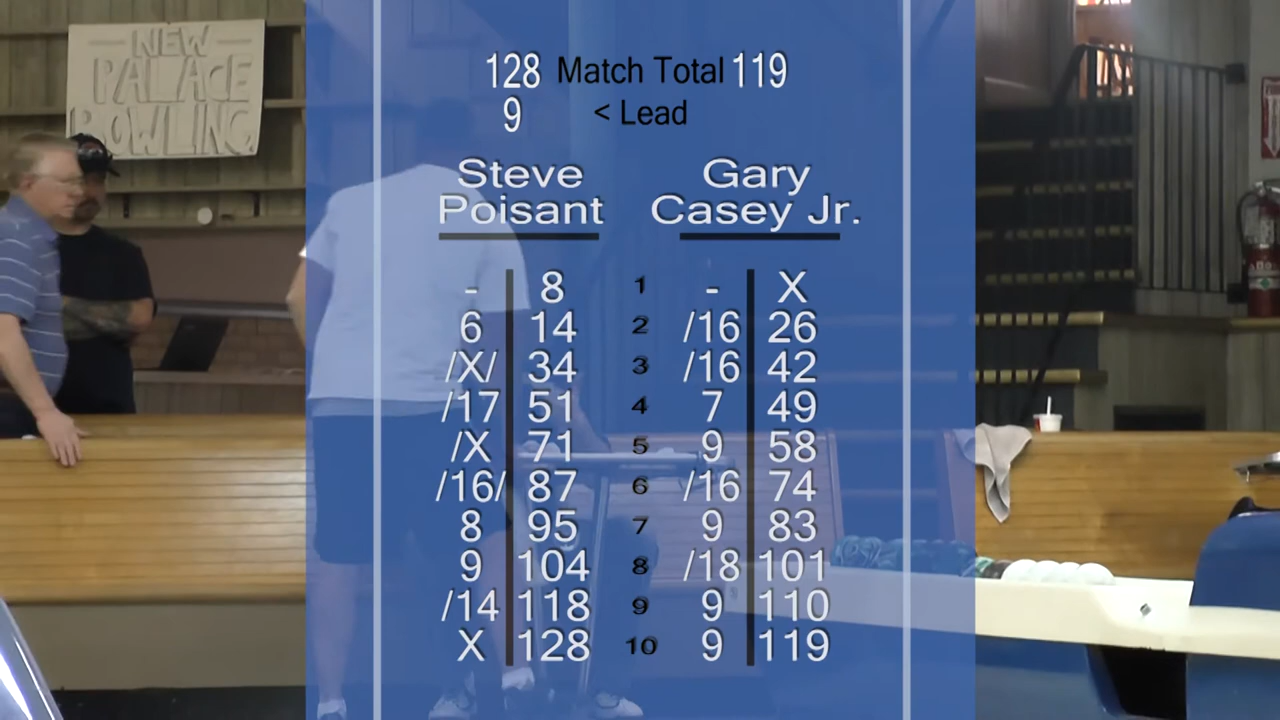 NEW
PALACE
BOWLING
128 Match Total 119
9 < Lead
Steve Poisant
Gary Casey Jr.
- 8 1 - X
6 14 2 /16 26
/X/ 34 3 /16 42
/17 51 4 7 49
/X 71 5 9 58
/16/ 87 6 /16 74
8 95 7 9 83
9 104 8 /18 101
/14 118 9 9 110
X 128 10 9 119